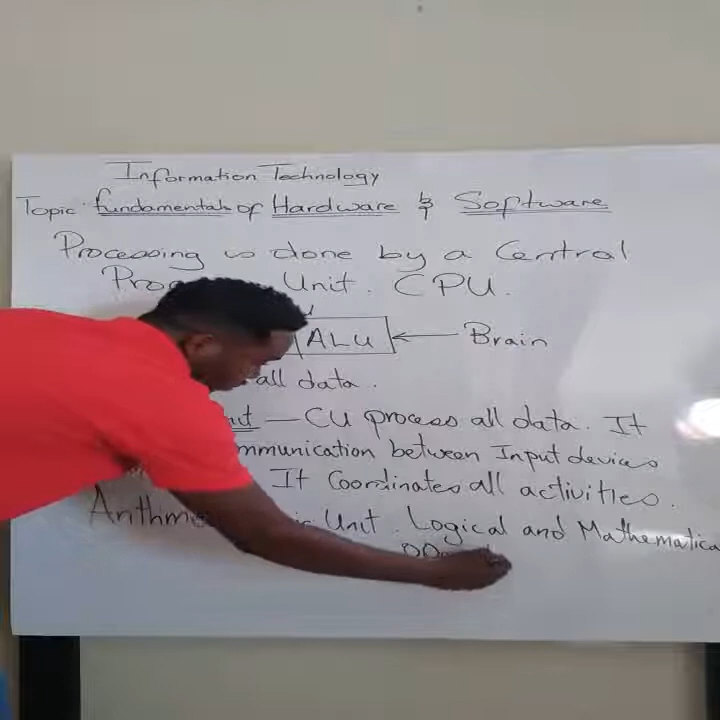 Information Technology
Topic: fundamentals of Hardware & Software
Processing is done by a Central
Unit. CPU.
ALU ← Brain
all data.
— CU process all data. It
between Input devices
It Coordinates all activities.
Unit. Logical and Mathematica